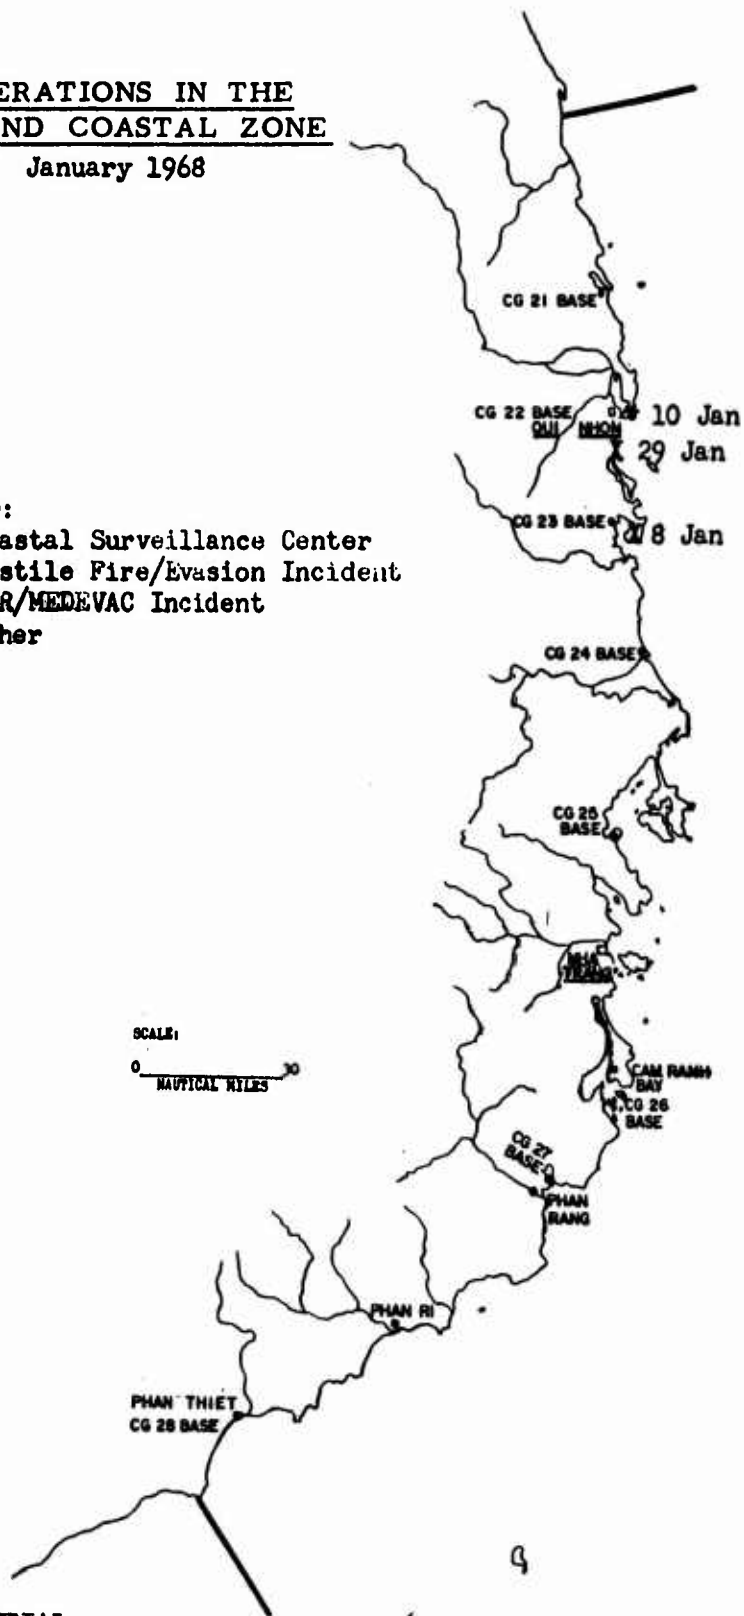 ERATIONS IN THE
ND COASTAL ZONE
January 1968
CG 21 BASE
CG 22 BASE
10 Jan
QUI NHON
29 Jan
:
astal Surveillance Center
CG 23 BASE
8 Jan
stile Fire/Evasion Incident
R/MEDEVAC Incident
her
CG 24 BASE
CG 25
BASE
NHA
TRANG
SCALE:
0 30
NAUTICAL MILES
CAM RANH
BAY
CG 26
BASE
CG 27
BASE
PHAN
RANG
PHAN RI
PHAN THIET
CG 28 BASE